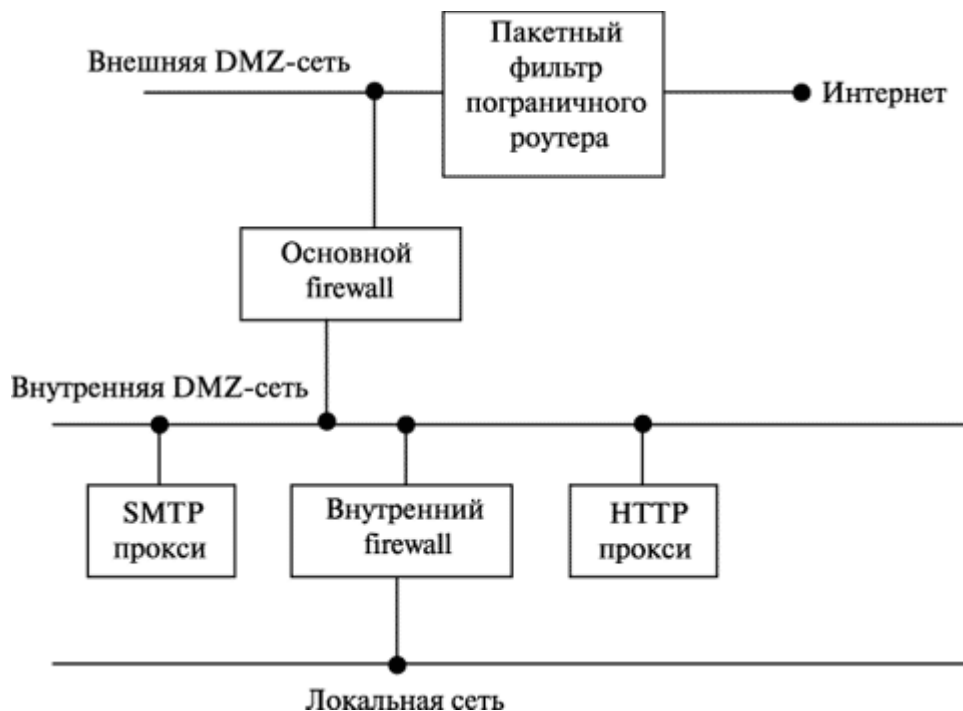 Внешняя DMZ-сеть
Пакетный
фильтр
пограничного
роутера
Интернет
Основной
firewall
Внутренняя DMZ-сеть
SMTP
прокси
Внутренний
firewall
HTTP
прокси
Локальная сеть